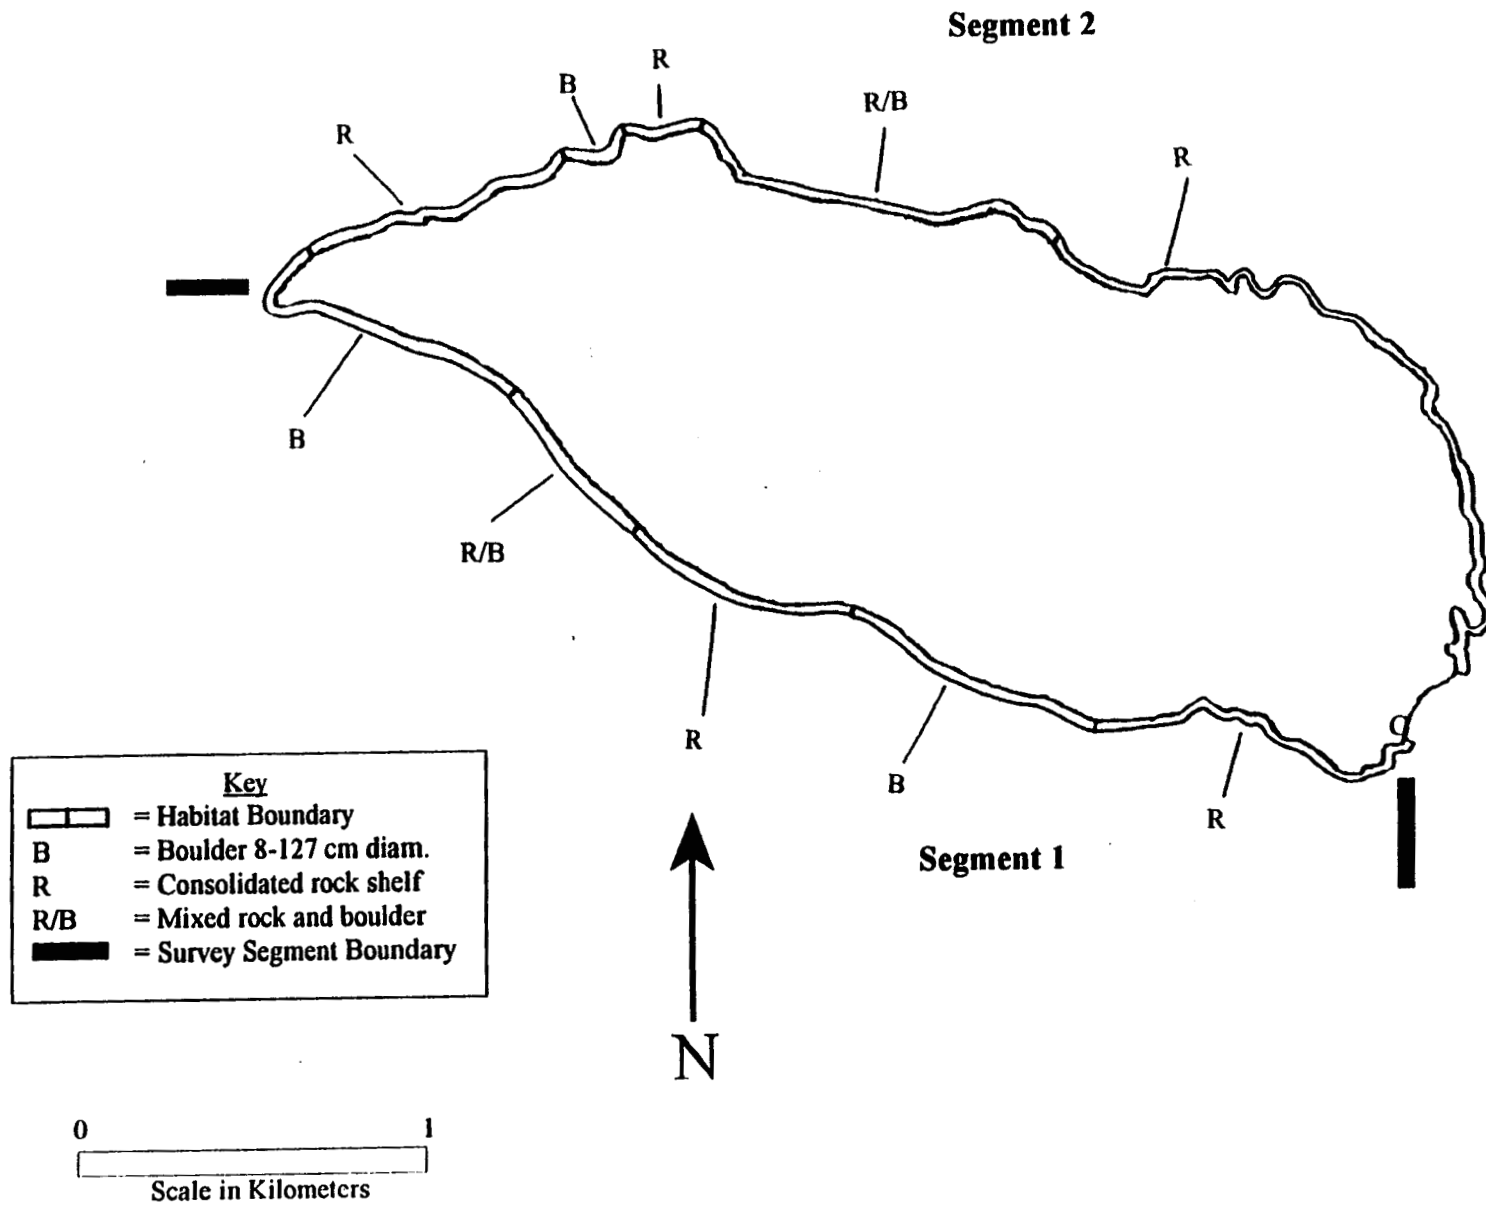 Segment 2
R
B
R/B
R
R
B
R/B
R
B
R
Segment 1
Key
= Habitat Boundary
B = Boulder 8-127 cm diam.
R = Consolidated rock shelf
R/B = Mixed rock and boulder
= Survey Segment Boundary
N
0 1
Scale in Kilometers